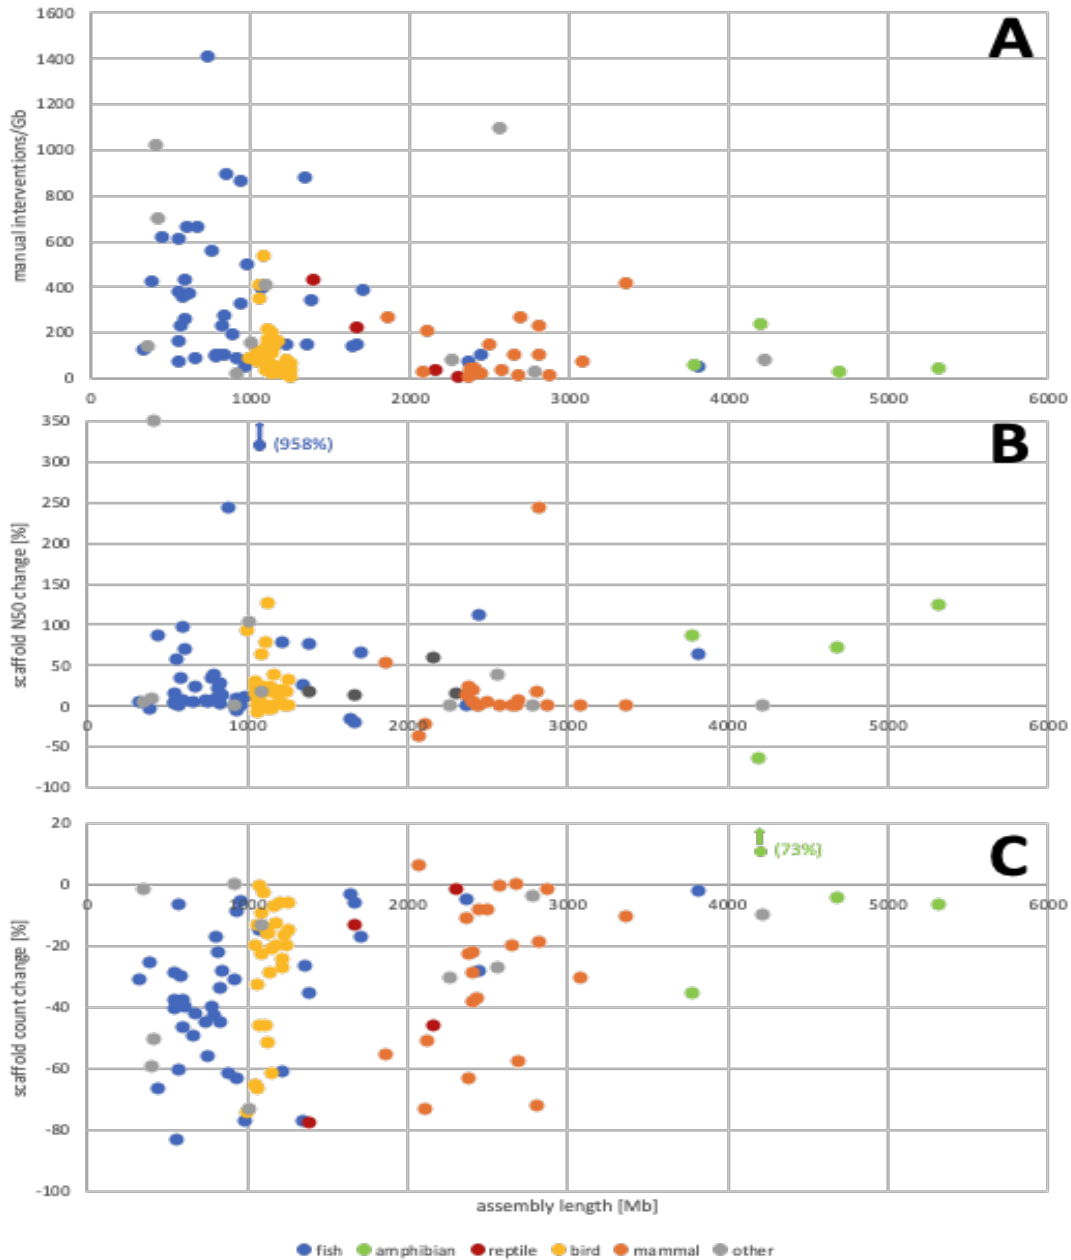 A
manual interventions/Gb
1600
1400
1200
1000
800
600
400
200
0
0 1000 2000 3000 4000 5000 6000
B
scaffold N50 change [%]
350
300
250
200
150
100
50
0
-50
-100
(958%)
0 1000 2000 3000 4000 5000 6000
C
scaffold count change [%]
20
0
-20
-40
-60
-80
-100
(73%)
0 1000 2000 3000 4000 5000 6000
assembly length [Mb]
fish amphibian reptile bird mammal other